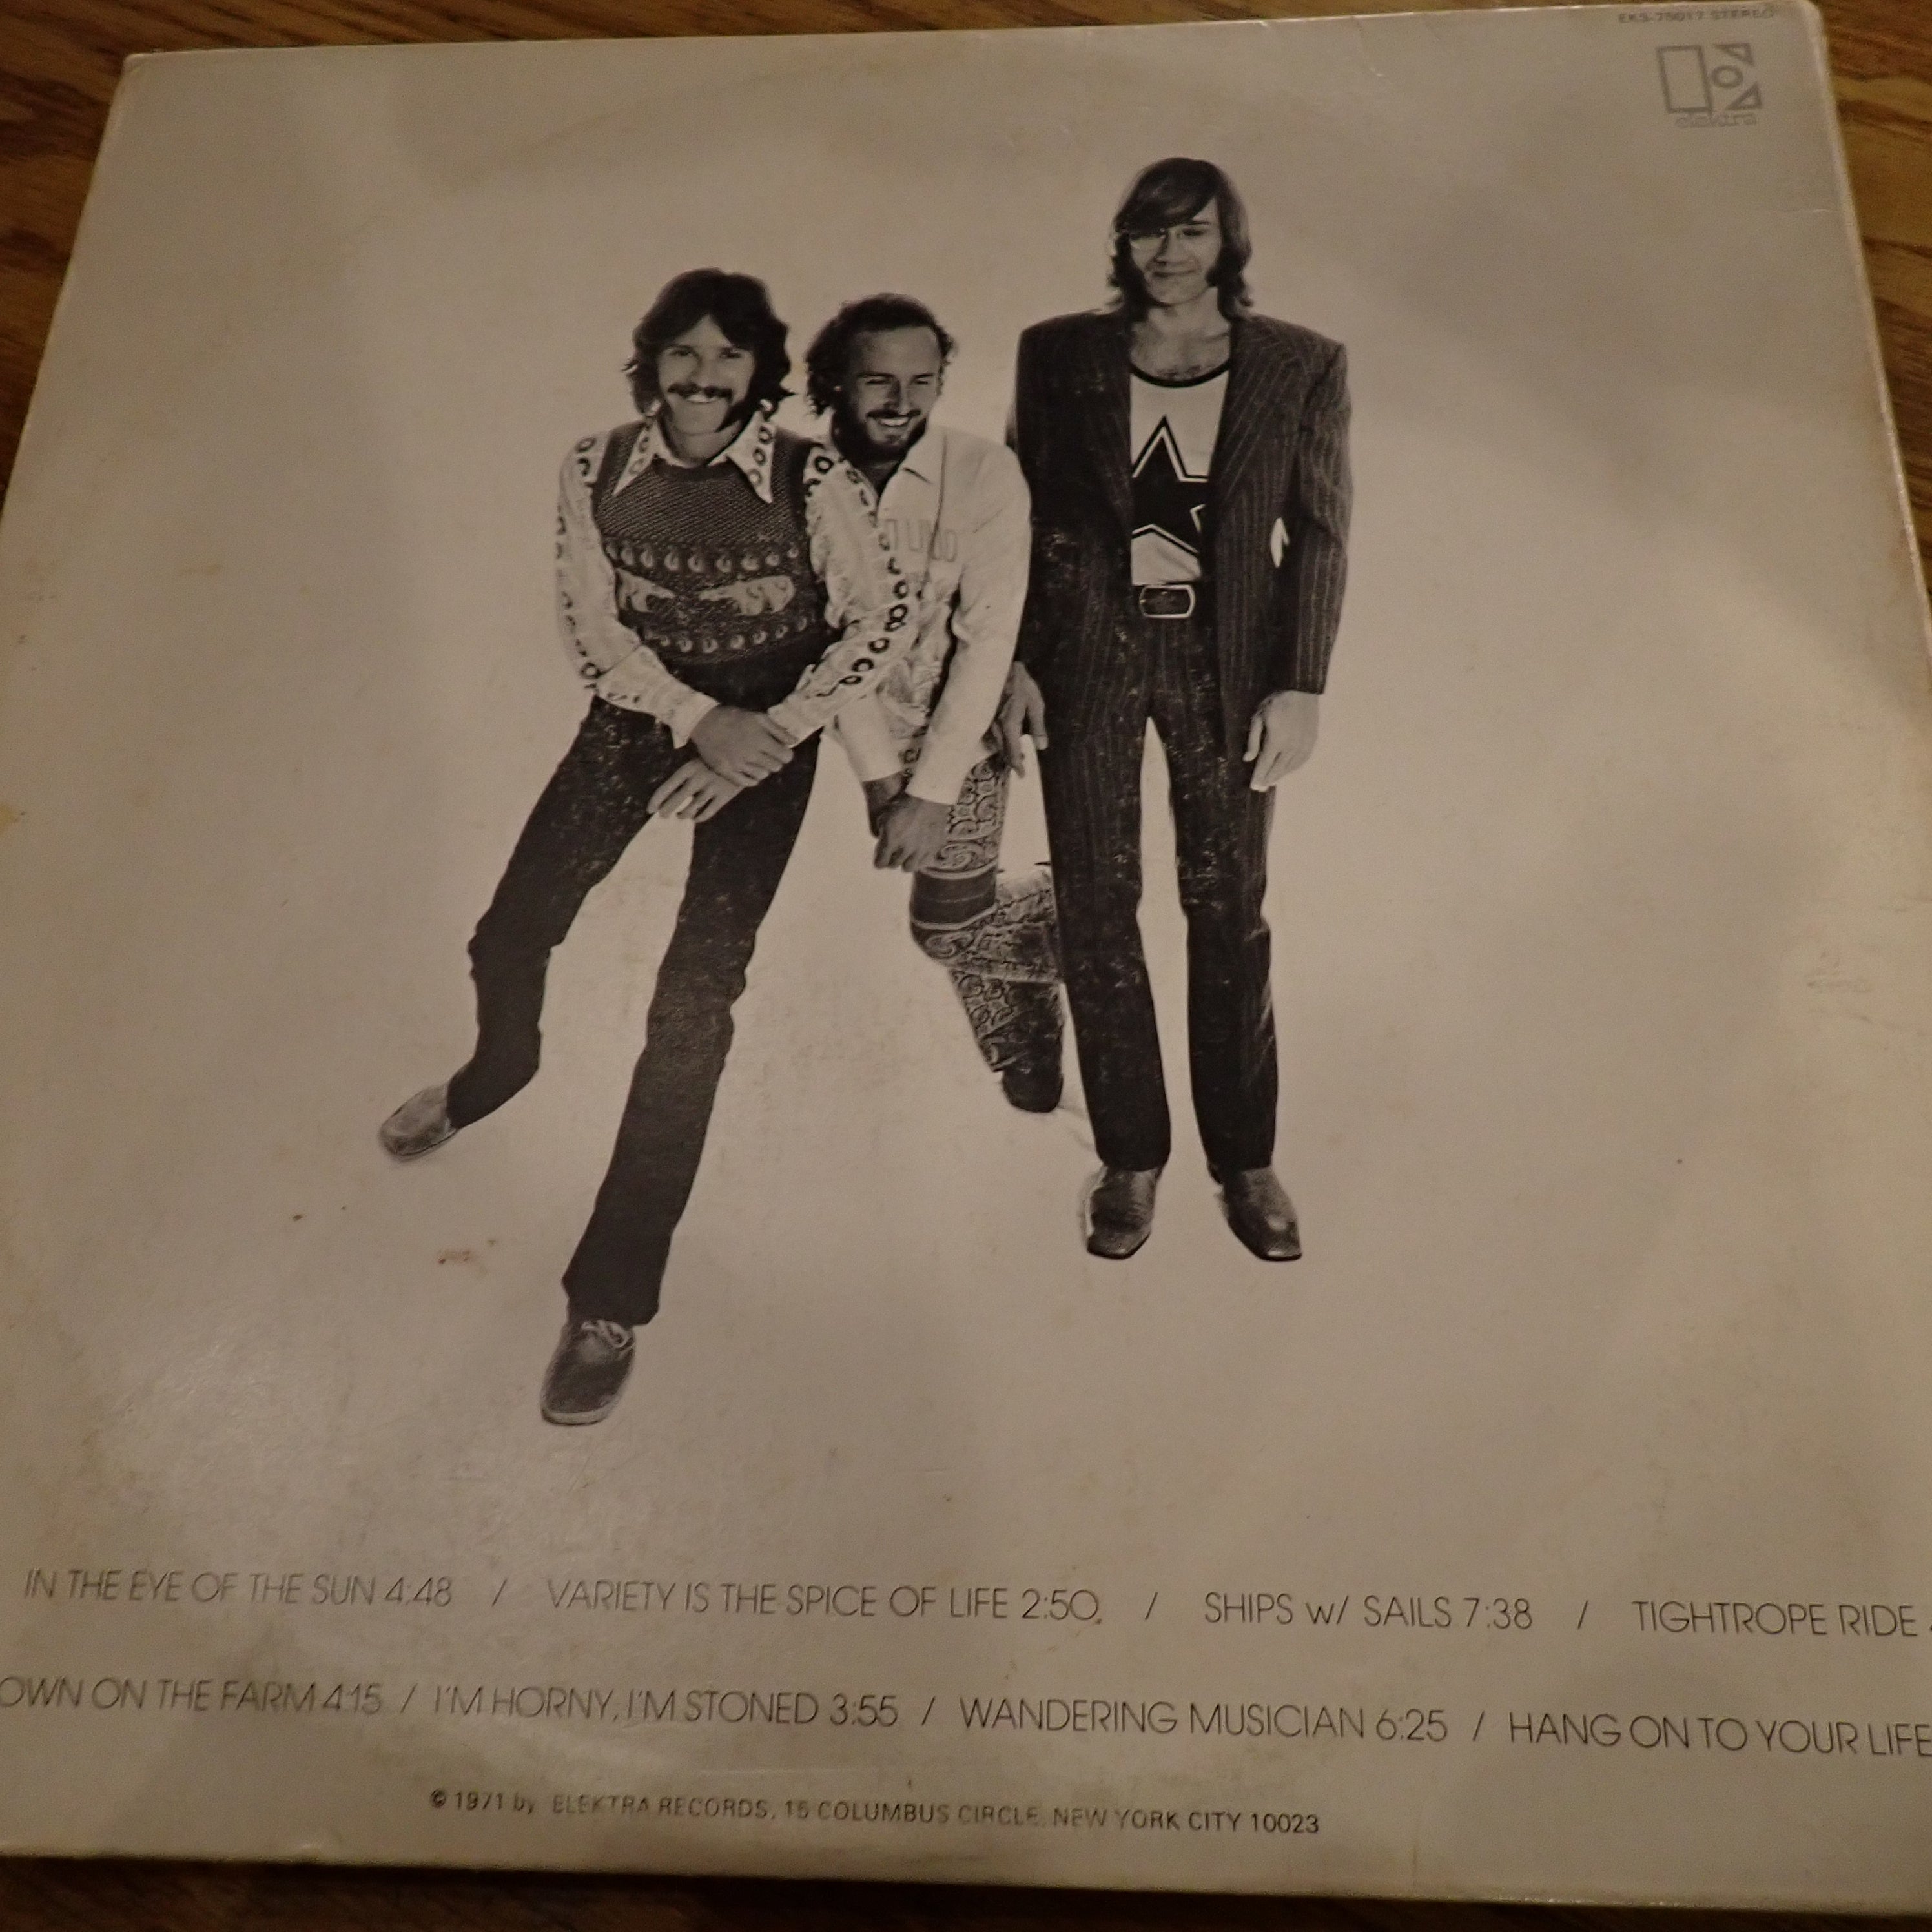 EKS-75017 STEREO
elektra
IN THE EYE OF THE SUN 4:48 / VARIETY IS THE SPICE OF LIFE 2:50 / SHIPS w/ SAILS 7:38 / TIGHTROPE RIDE
OWN ON THE FARM 4:15 / I'M HORNY, I'M STONED 3:55 / WANDERING MUSICIAN 6:25 / HANG ON TO YOUR LIFE
© 1971 by ELEKTRA RECORDS, 15 COLUMBUS CIRCLE, NEW YORK CITY 10023